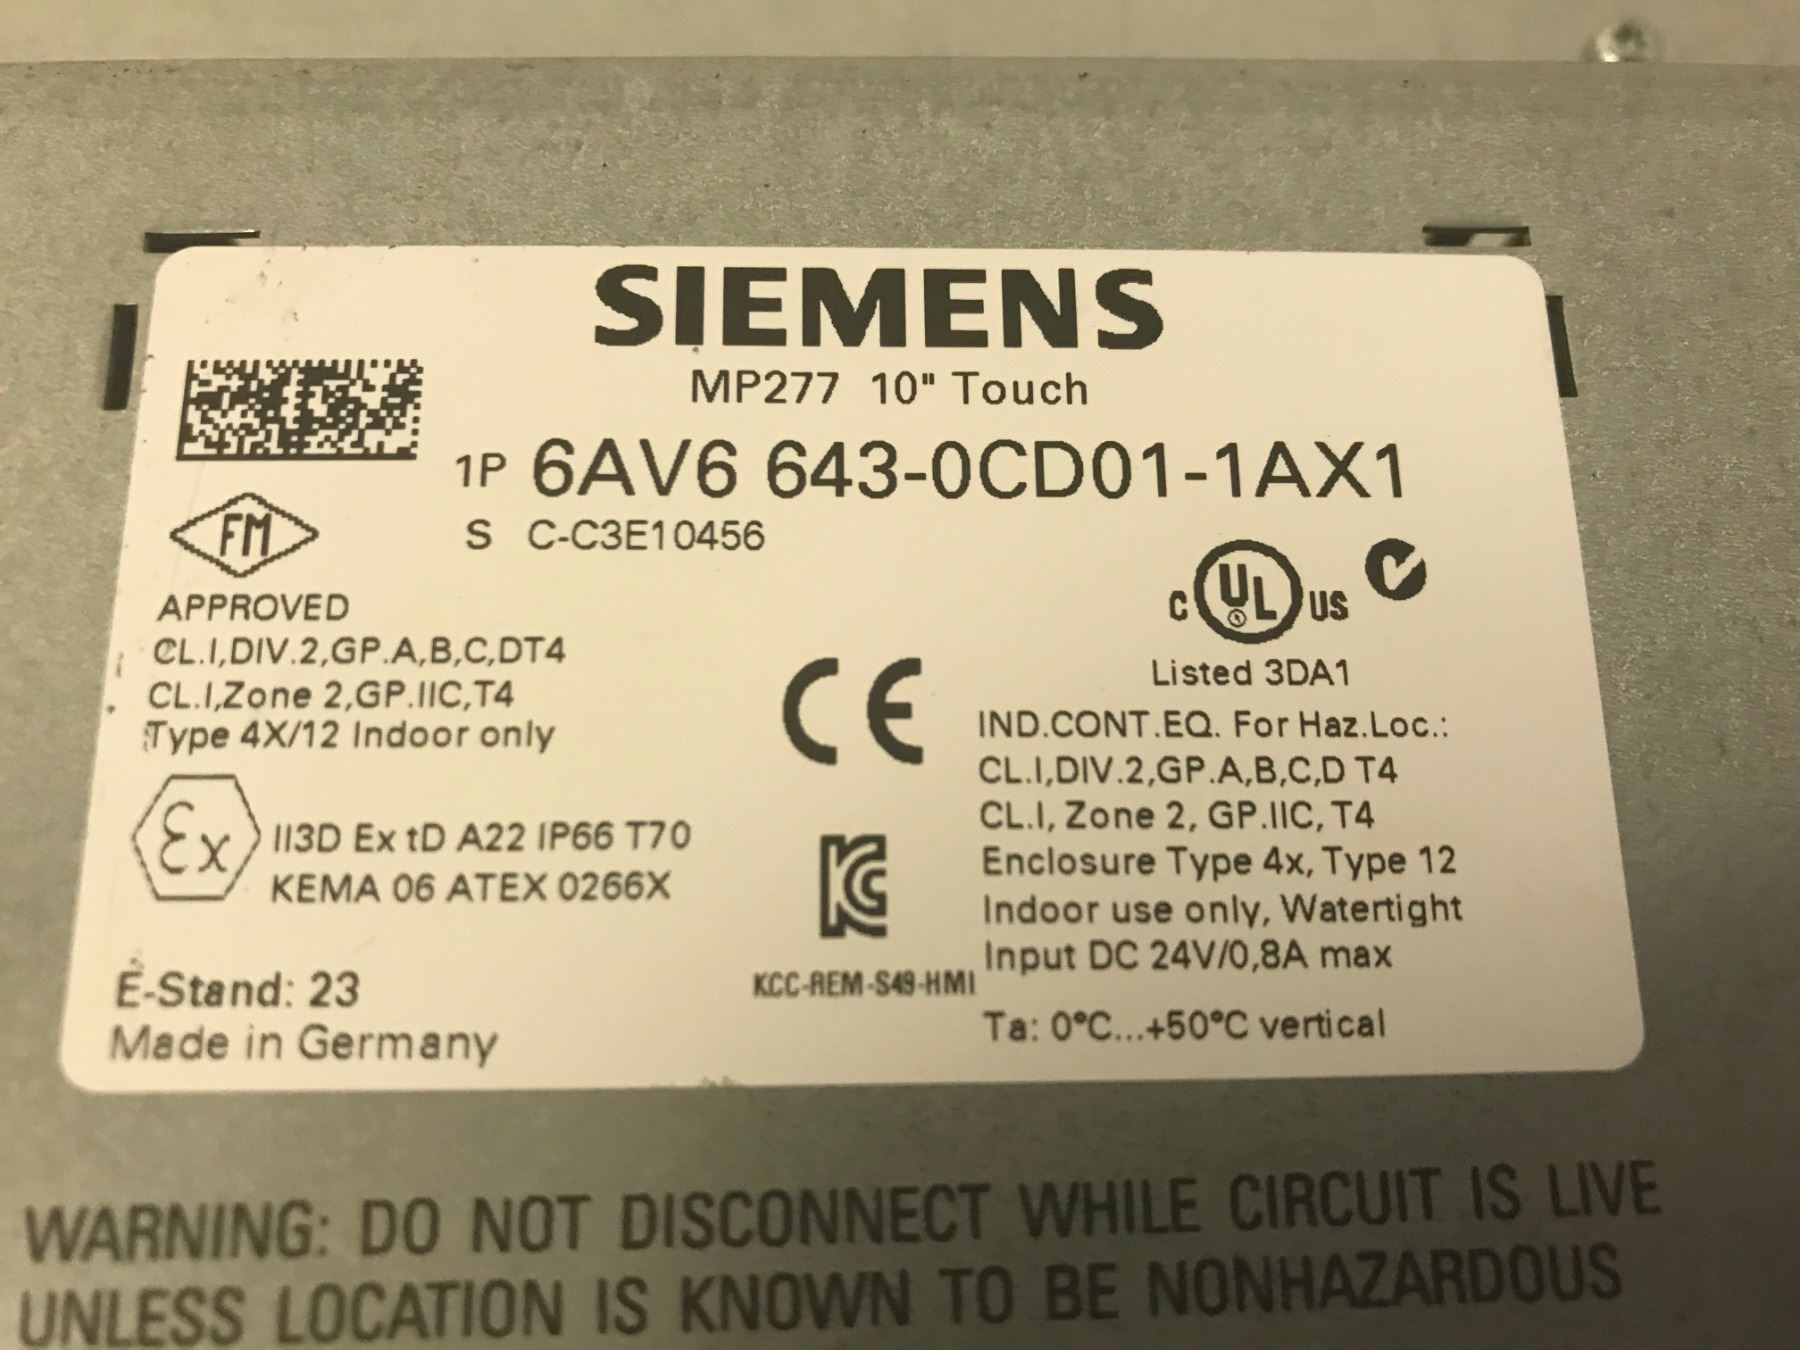 SIEMENS
MP277 10" Touch
1P 6AV6 643-0CD01-1AX1
S C-C3E10456
FM
APPROVED
CL.I,DIV.2,GP.A,B,C,DT4
CL.I,Zone 2,GP.IIC,T4
Type 4X/12 Indoor only
Ex II3D Ex tD A22 IP66 T70
KEMA 06 ATEX 0266X
E-Stand: 23
Made in Germany
CE
KCC-REM-S49-HMI
C UL US
Listed 3DA1
IND.CONT.EQ. For Haz.Loc.:
CL.I,DIV.2,GP.A,B,C,D T4
CL.I, Zone 2, GP.IIC, T4
Enclosure Type 4x, Type 12
Indoor use only, Watertight
Input DC 24V/0,8A max
Ta: 0°C...+50°C vertical
WARNING: DO NOT DISCONNECT WHILE CIRCUIT IS LIVE
UNLESS LOCATION IS KNOWN TO BE NONHAZARDOUS